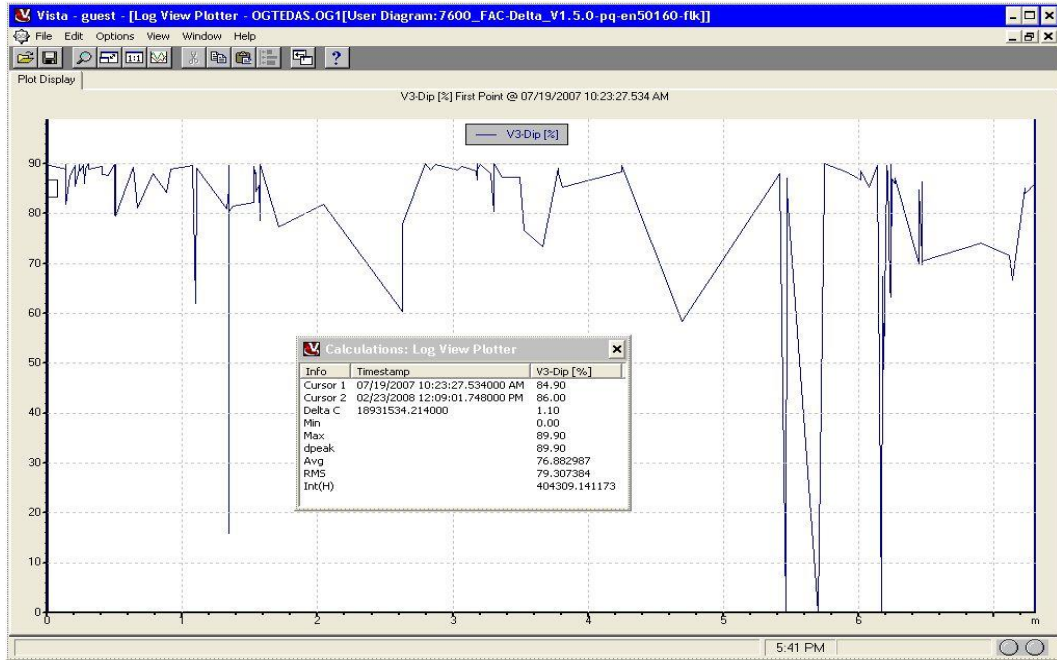 Vista - guest - [Log View Plotter - OGTEDAS.OG1[User Diagram:7600_FAC-Delta_V1.5.0-pq-en50160-flk]]
File Edit Options View Window Help
1:1 ?
Plot Display
V3-Dip [%] First Point @ 07/19/2007 10:23:27.534 AM
V3-Dip [%]
90
80
70
60
50
40
30
20
10
0
Calculations: Log View Plotter
Info Timestamp V3-Dip [%]
Cursor 1 07/19/2007 10:23:27.534000 AM 84.90
Cursor 2 02/23/2008 12:09:01.748000 PM 86.00
Delta C 18931534.214000 1.10
Min 0.00
Max 89.90
dpeak 89.90
Avg 76.882987
RMS 79.307384
Int(H) 404309.141173
0 1 2 3 4 5 6 m
5:41 PM